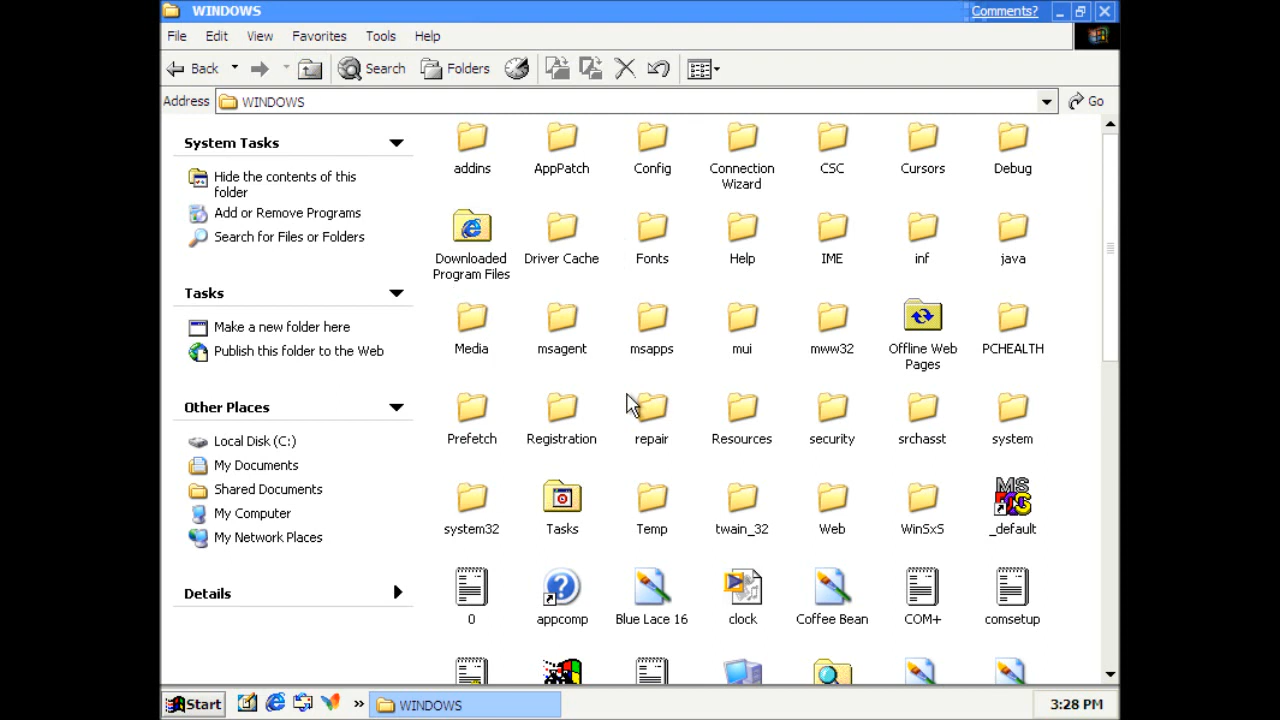 WINDOWS
Comments?
File Edit View Favorites Tools Help
Back Search Folders
Address WINDOWS Go
System Tasks
Hide the contents of this
folder
Add or Remove Programs
Search for Files or Folders
Tasks
Make a new folder here
Publish this folder to the Web
Other Places
Local Disk (C:)
My Documents
Shared Documents
My Computer
My Network Places
Details
addins AppPatch Config Connection Wizard CSC Cursors Debug
Downloaded Program Files Driver Cache Fonts Help IME inf java
Media msagent msapps mui mww32 Offline Web Pages PCHEALTH
Prefetch Registration repair Resources security srchasst system
system32 Tasks Temp twain_32 Web WinSxS _default
0 appcomp Blue Lace 16 clock Coffee Bean COM+ comsetup
Start » WINDOWS 3:28 PM